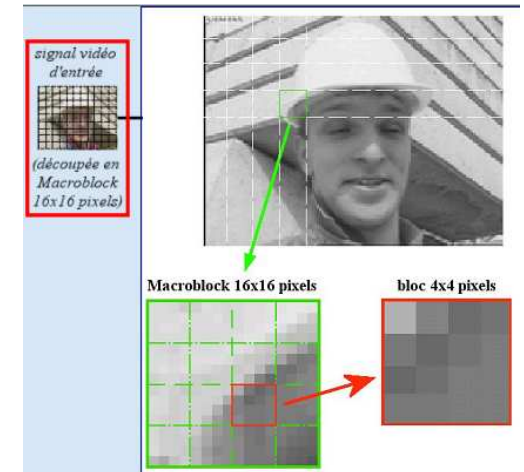 signal vidéo
d'entrée
(découpée en
Macroblock
16x16 pixels)
Macroblock 16x16 pixels
bloc 4x4 pixels